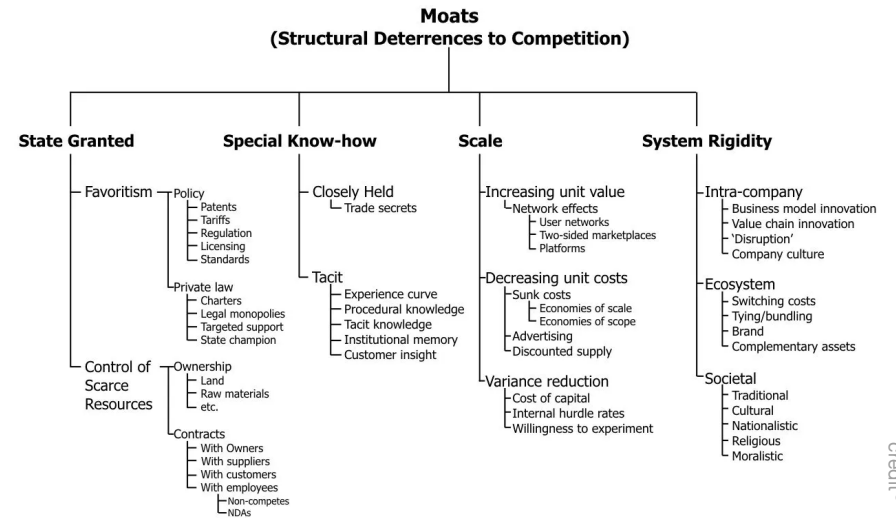 Moats
(Structural Deterrences to Competition)
State Granted
Favoritism
Policy
Patents
Tariffs
Regulation
Licensing
Standards
Private law
Charters
Legal monopolies
Targeted support
State champion
Control of
Scarce
Resources
Ownership
Land
Raw materials
etc.
Contracts
With Owners
With suppliers
With customers
With employees
Non-competes
NDAs
Special Know-how
Closely Held
Trade secrets
Tacit
Experience curve
Procedural knowledge
Tacit knowledge
Institutional memory
Customer insight
Scale
Increasing unit value
Network effects
User networks
Two-sided marketplaces
Platforms
Decreasing unit costs
Sunk costs
Economies of scale
Economies of scope
Advertising
Discounted supply
Variance reduction
Cost of capital
Internal hurdle rates
Willingness to experiment
System Rigidity
Intra-company
Business model innovation
Value chain innovation
‘Disruption’
Company culture
Ecosystem
Switching costs
Tying/bundling
Brand
Complementary assets
Societal
Traditional
Cultural
Nationalistic
Religious
Moralistic